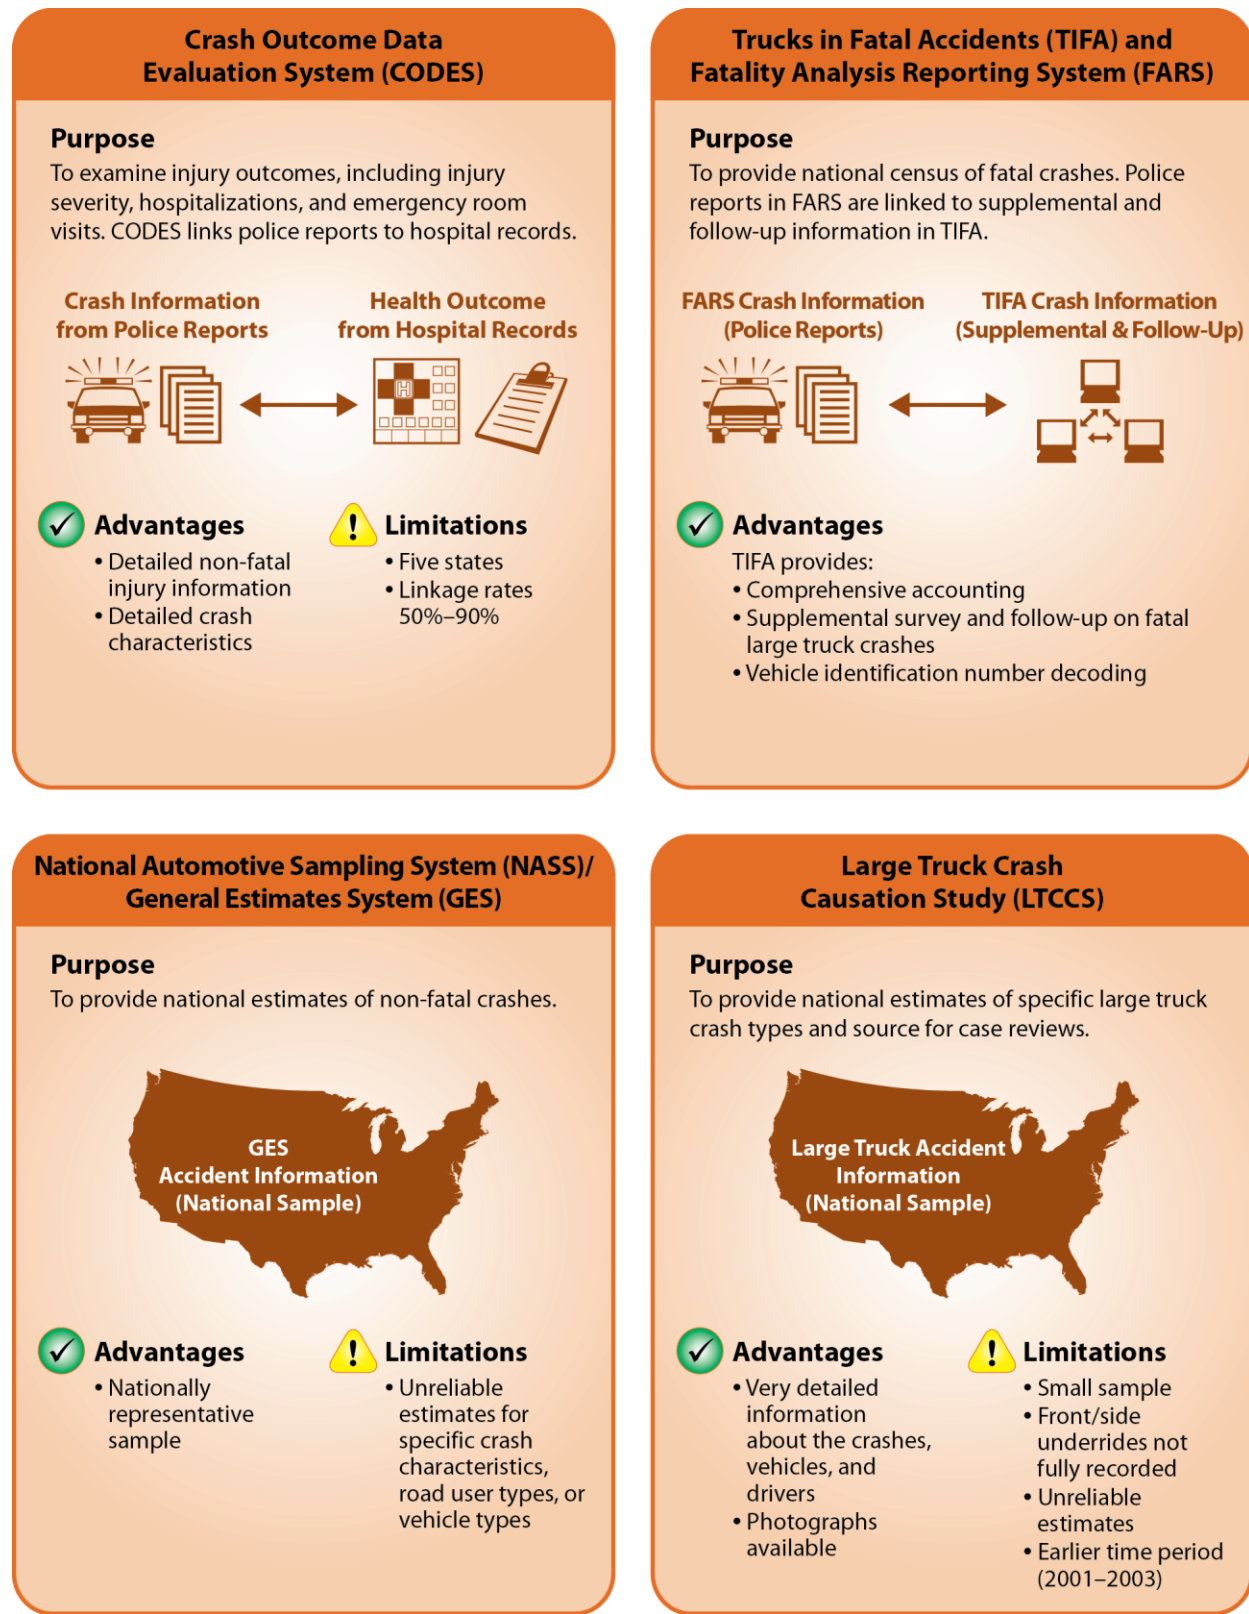 Crash Outcome Data
Evaluation System (CODES)
Purpose
To examine injury outcomes, including injury
severity, hospitalizations, and emergency room
visits. CODES links police reports to hospital records.
Crash Information
from Police Reports
Health Outcome
from Hospital Records
H
Advantages
• Detailed non-fatal
injury information
• Detailed crash
characteristics
! Limitations
• Five states
• Linkage rates
50%–90%
Trucks in Fatal Accidents (TIFA) and
Fatality Analysis Reporting System (FARS)
Purpose
To provide national census of fatal crashes. Police
reports in FARS are linked to supplemental and
follow-up information in TIFA.
FARS Crash Information
(Police Reports)
TIFA Crash Information
(Supplemental & Follow-Up)
Advantages
TIFA provides:
• Comprehensive accounting
• Supplemental survey and follow-up on fatal
large truck crashes
• Vehicle identification number decoding
National Automotive Sampling System (NASS)/
General Estimates System (GES)
Purpose
To provide national estimates of non-fatal crashes.
GES
Accident Information
(National Sample)
Advantages
• Nationally
representative
sample
! Limitations
• Unreliable
estimates for
specific crash
characteristics,
road user types, or
vehicle types
Large Truck Crash
Causation Study (LTCCS)
Purpose
To provide national estimates of specific large truck
crash types and source for case reviews.
Large Truck Accident
Information
(National Sample)
Advantages
• Very detailed
information
about the crashes,
vehicles, and
drivers
• Photographs
available
! Limitations
• Small sample
• Front/side
underrides not
fully recorded
• Unreliable
estimates
• Earlier time period
(2001–2003)